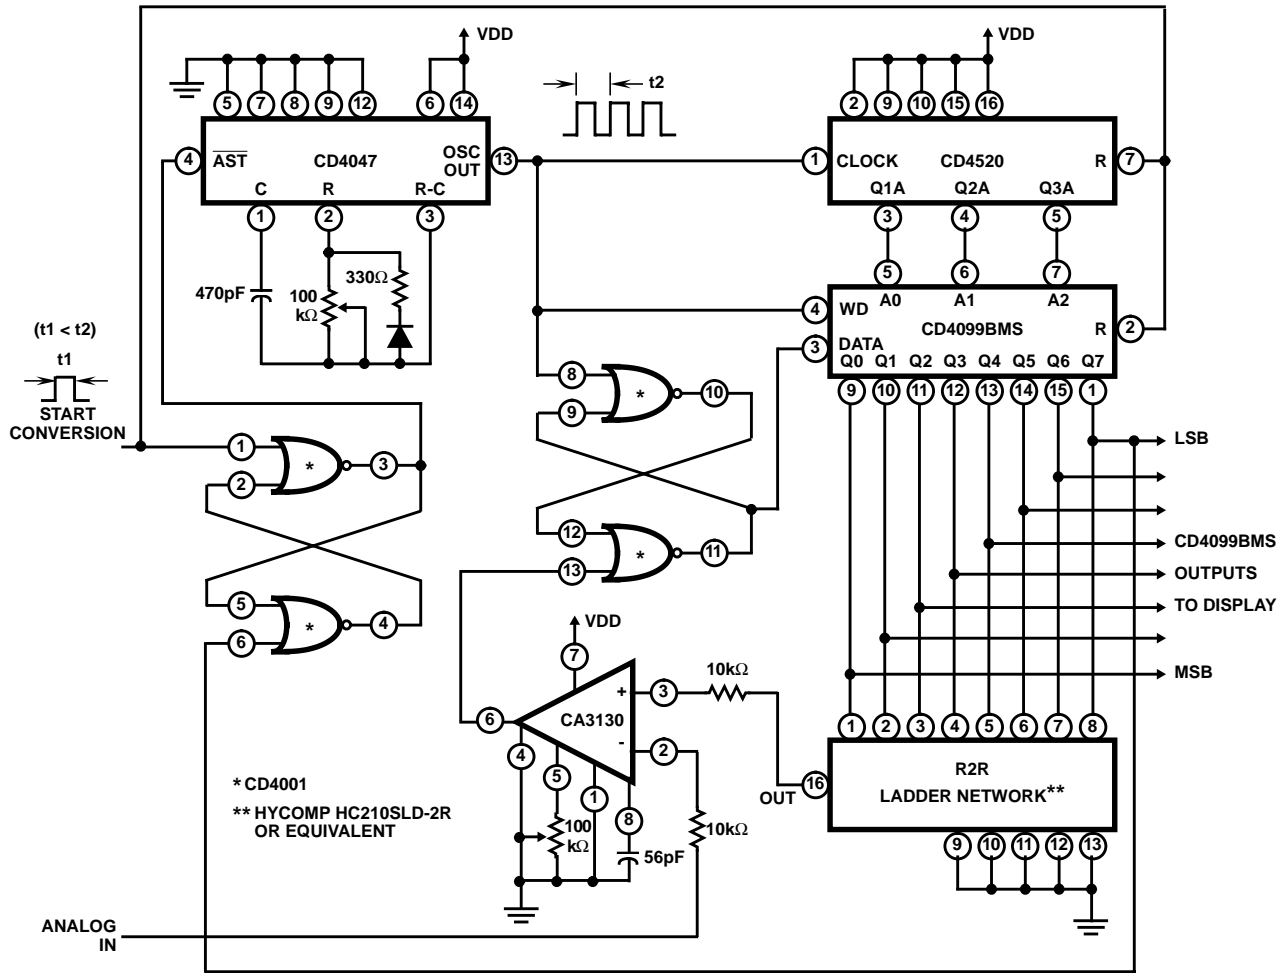 VDD
VDD
t2
5 7 8 9 12 6 14
2 9 10 15 16
4 AST CD4047 OSC OUT 13
1 CLOCK CD4520 R 7
C R R-C
Q1A Q2A Q3A
1 2 3
3 4 5
470pF
100 kΩ
330Ω
5 6 7
A0 A1 A2
4 WD
CD4099BMS
R 2
3 DATA
Q0 Q1 Q2 Q3 Q4 Q5 Q6 Q7
9 10 11 12 13 14 15 1
(t1 < t2)
t1
START
CONVERSION
8
* 10
9
1
* 3
2
LSB
12
* 11
13
CD4099BMS
OUTPUTS
TO DISPLAY
MSB
5
* 4
6
VDD
7
+ 3
10kΩ
6 CA3130
- 2
4 5 1 8
100
kΩ
56pF
10kΩ
1 2 3 4 5 6 7 8
R2R
LADDER NETWORK**
OUT 16
9 10 11 12 13
* CD4001
** HYCOMP HC210SLD-2R
OR EQUIVALENT
ANALOG
IN